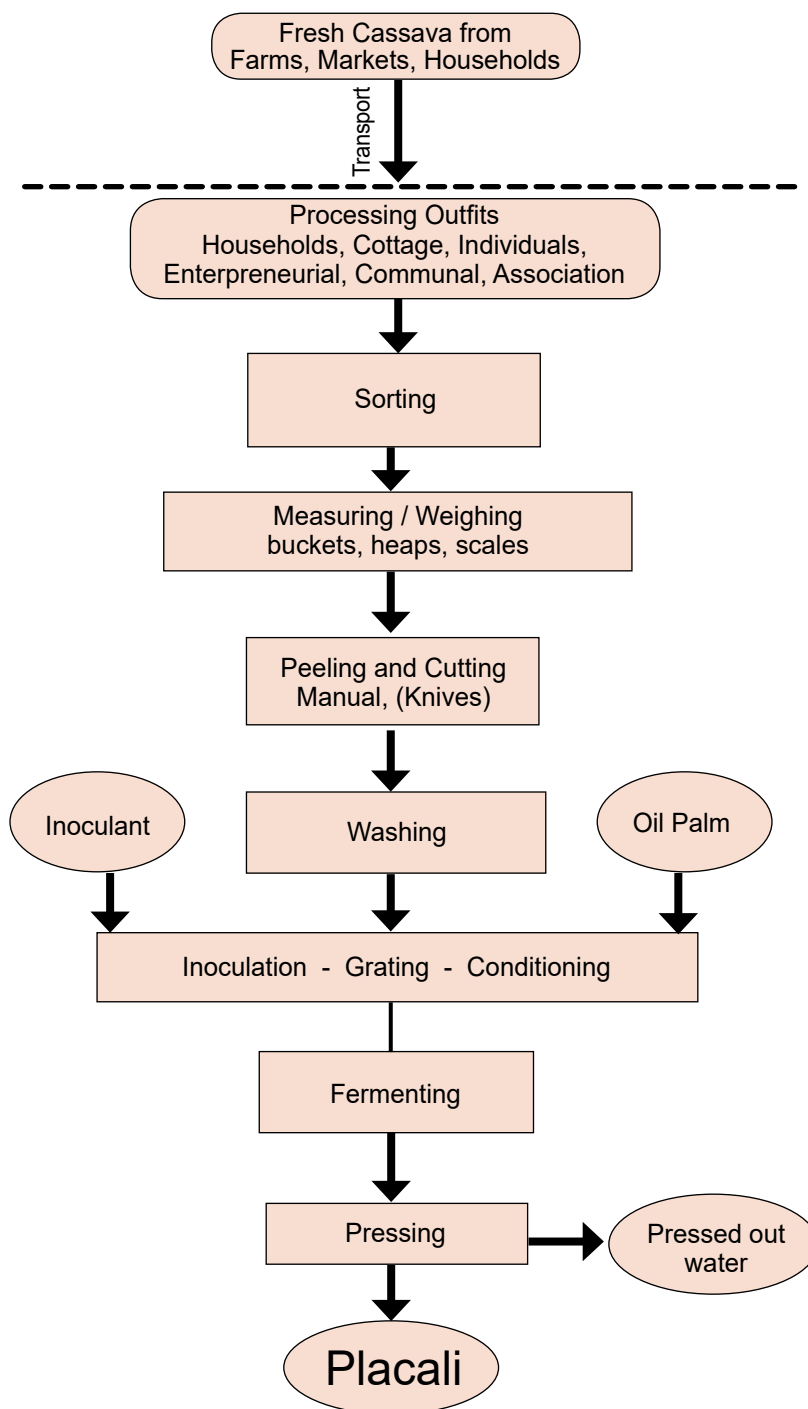 Fresh Cassava from
Farms, Markets, Households
Transport
Processing Outfits
Households, Cottage, Individuals,
Enterpreneurial, Communal, Association
Sorting
Measuring / Weighing
buckets, heaps, scales
Peeling and Cutting
Manual, (Knives)
Inoculant
Washing
Oil Palm
Inoculation - Grating - Conditioning
Fermenting
Pressing
Pressed out
water
Placali